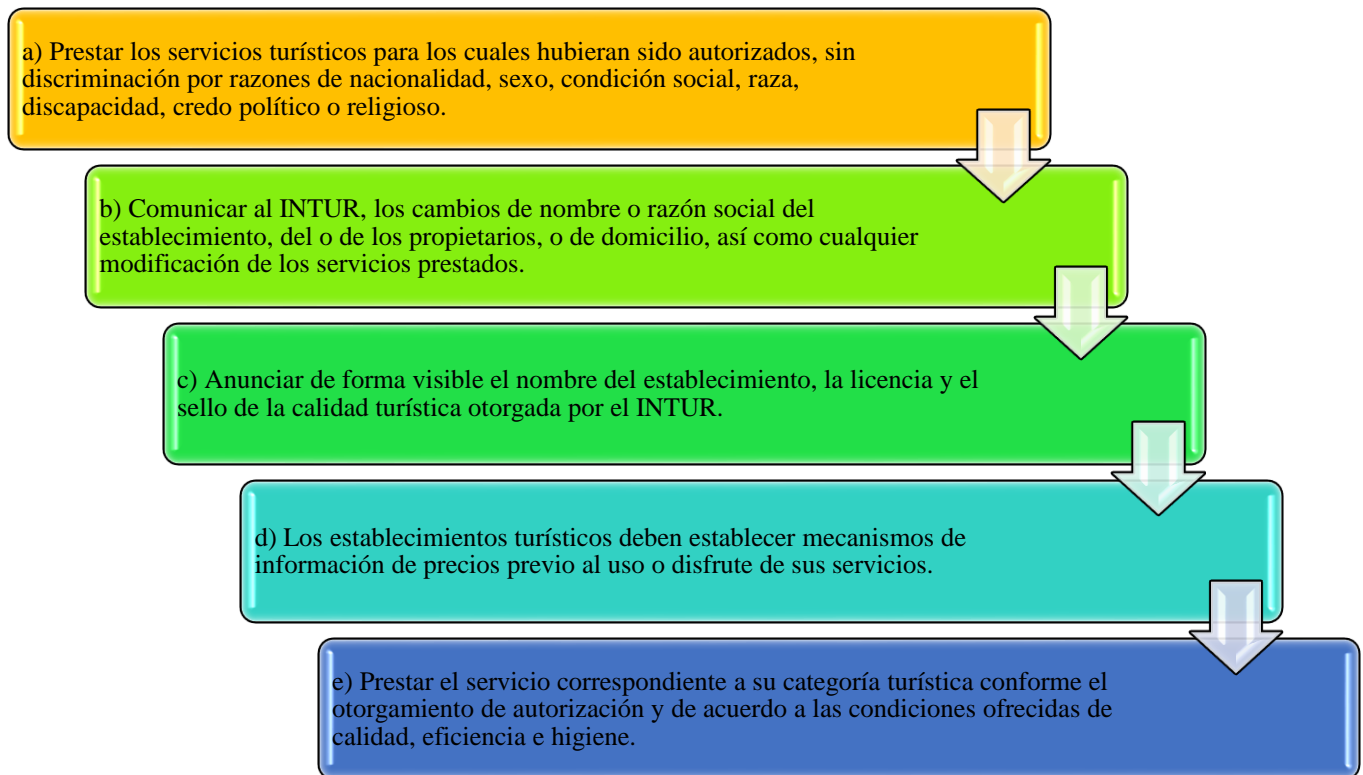 a) Prestar los servicios turísticos para los cuales hubieran sido autorizados, sin
discriminación por razones de nacionalidad, sexo, condición social, raza,
discapacidad, credo político o religioso.
b) Comunicar al INTUR, los cambios de nombre o razón social del
establecimiento, del o de los propietarios, o de domicilio, así como cualquier
modificación de los servicios prestados.
c) Anunciar de forma visible el nombre del establecimiento, la licencia y el
sello de la calidad turística otorgada por el INTUR.
d) Los establecimientos turísticos deben establecer mecanismos de
información de precios previo al uso o disfrute de sus servicios.
e) Prestar el servicio correspondiente a su categoría turística conforme el
otorgamiento de autorización y de acuerdo a las condiciones ofrecidas de
calidad, eficiencia e higiene.